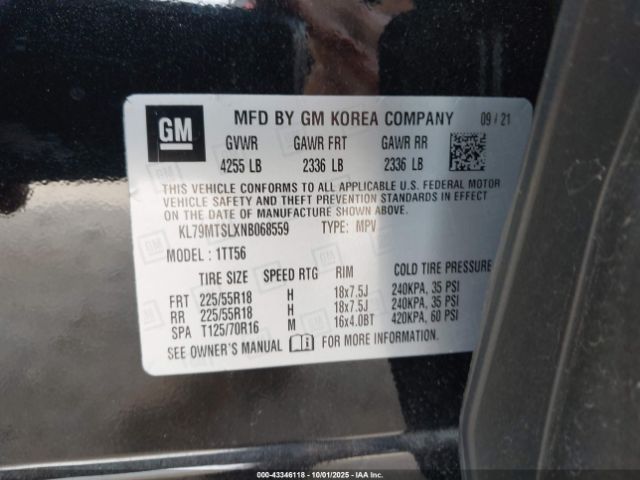 GM
MFD BY GM KOREA COMPANY 09 / 21
GVWR GAWR FRT GAWR RR
4255 LB 2336 LB 2336 LB
THIS VEHICLE CONFORMS TO ALL APPLICABLE U.S. FEDERAL MOTOR
VEHICLE SAFETY AND THEFT PREVENTION STANDARDS IN EFFECT
ON THE DATE OF MANUFACTURE SHOWN ABOVE.
KL79MTSLXNB068559 TYPE: MPV
MODEL : 1TT56
TIRE SIZE SPEED RTG RIM COLD TIRE PRESSURE
FRT 225/55R18 H 18x7.5J 240KPA, 35 PSI
RR 225/55R18 H 18x7.5J 240KPA, 35 PSI
SPA T125/70R16 M 16x4.0BT 420KPA, 60 PSI
SEE OWNER'S MANUAL FOR MORE INFORMATION.
000-43346118 - 10/01/2025 - IAAI.CA